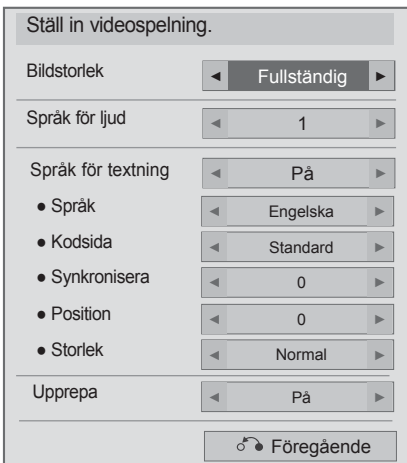 Ställ in videospelning.
Bildstorlek ◄ Fullständig ►
Språk för ljud ◄ 1 ►
Språk för textning ◄ På ►
● Språk ◄ Engelska ►
● Kodsida ◄ Standard ►
● Synkronisera ◄ 0 ►
● Position ◄ 0 ►
● Storlek ◄ Normal ►
Upprepa ◄ På ►
Föregående